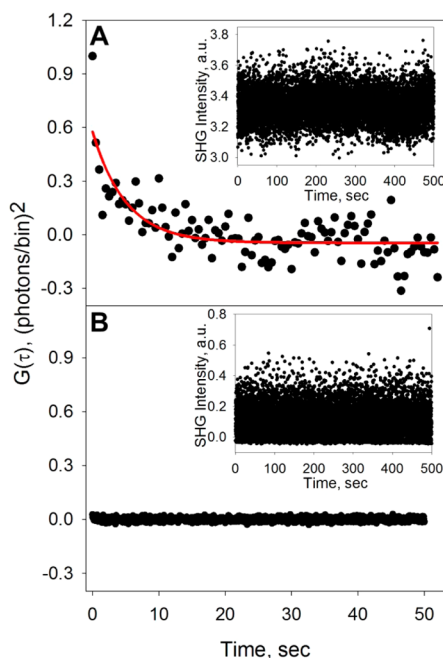 A
1.2
0.9
0.6
0.3
0.0
-0.3
SHG Intensity, a.u.
3.8
3.6
3.4
3.2
3.0
0 100 200 300 400 500
Time, sec
G(τ), (photons/bin)²
B
0.9
0.6
0.3
0.0
-0.3
SHG Intensity, a.u.
0.8
0.6
0.4
0.2
0.0
0 100 200 300 400 500
Time, sec
0 10 20 30 40 50
Time, sec